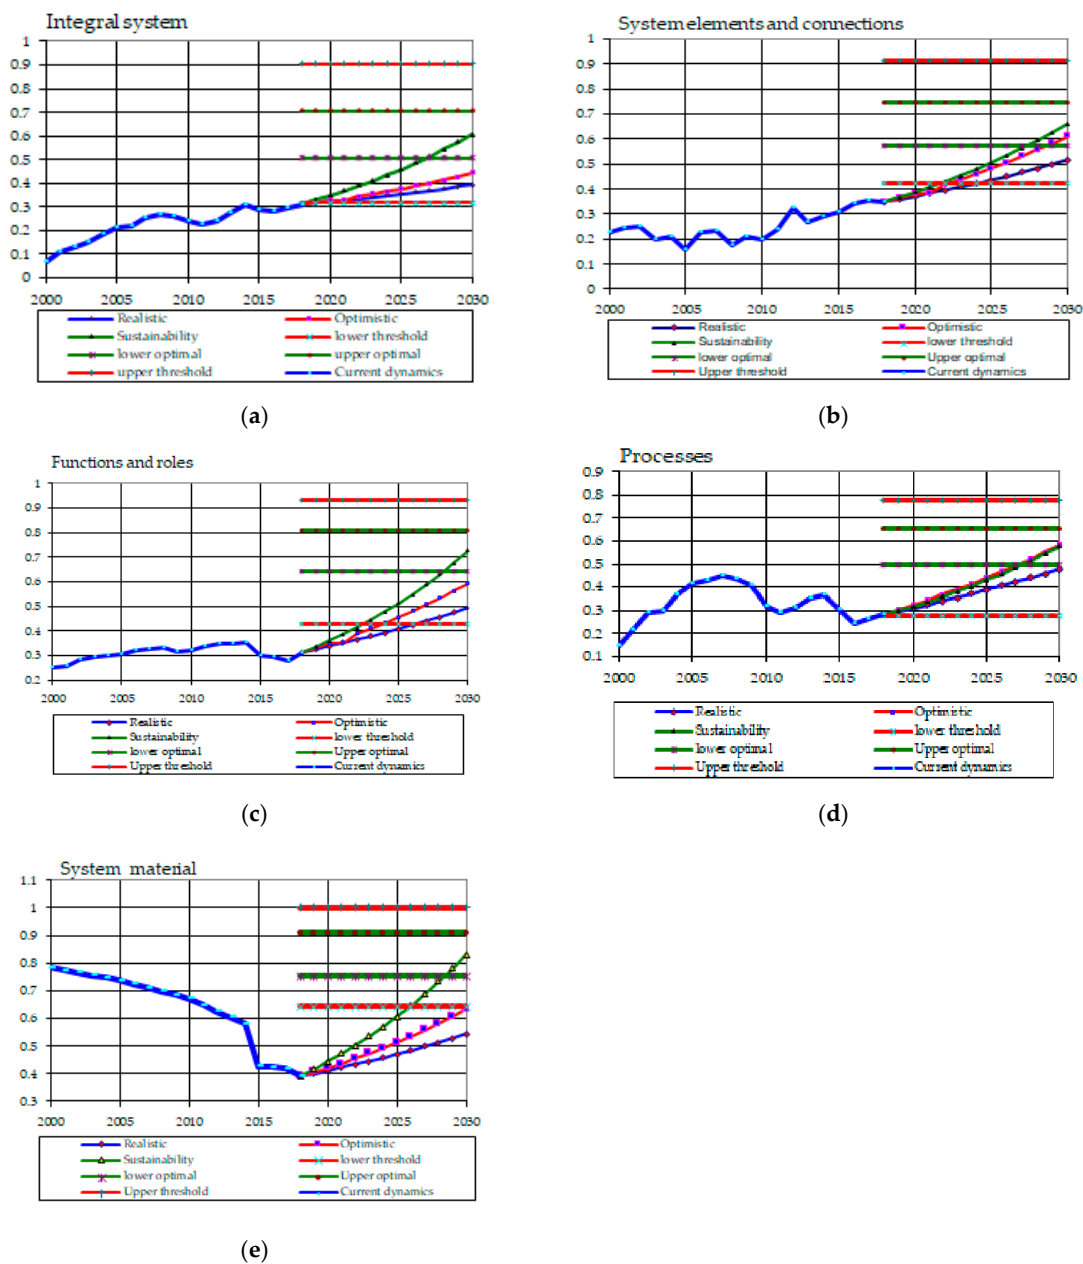 Integral system
1
0.9
0.8
0.7
0.6
0.5
0.4
0.3
0.2
0.1
0
2000 2005 2010 2015 2020 2025 2030
Realistic Optimistic
Sustainability lower threshold
lower optimal upper optimal
upper threshold Current dynamics
(a)
System elements and connections
1
0.9
0.8
0.7
0.6
0.5
0.4
0.3
0.2
0.1
0
2000 2005 2010 2015 2020 2025 2030
Realistic Optimistic
Sustainability lower threshold
lower optimal Upper optimal
Upper threshold Current dynamics
(b)
Functions and roles
1
0.9
0.8
0.7
0.6
0.5
0.4
0.3
0.2
2000 2005 2010 2015 2020 2025 2030
Realistic Optimistic
Sustainability lower threshold
lower optimal Upper optimal
Upper threshold Current dynamics
(c)
Processes
0.9
0.8
0.7
0.6
0.5
0.4
0.3
0.2
0.1
2000 2005 2010 2015 2020 2025 2030
Realistic Optimistic
Sustainability lower threshold
lower optimal Upper optimal
Upper threshold Current dynamics
(d)
System material
1.1
1
0.9
0.8
0.7
0.6
0.5
0.4
0.3
2000 2005 2010 2015 2020 2025 2030
Realistic Optimistic
Sustainability lower threshold
lower optimal Upper optimal
Upper threshold Current dynamics
(e)